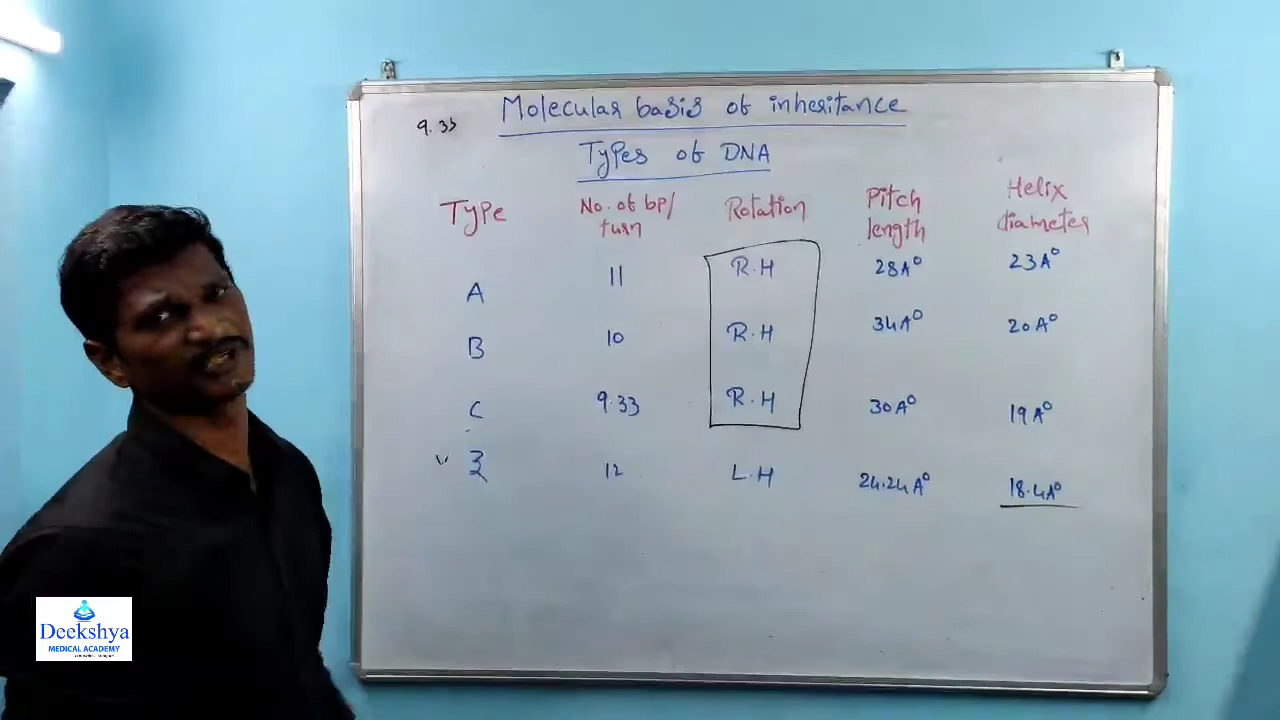 Molecular basis of inheritance
9.33
Types of DNA
Type No. of bp/turn Rotation Pitch length Helix diameter
A 11 R.H 28A° 23A°
B 10 R.H 34A° 20A°
C 9.33 R.H 30A° 19A°
Z 12 L.H 24.24A° 18.4A°
Deekshya
MEDICAL ACADEMY